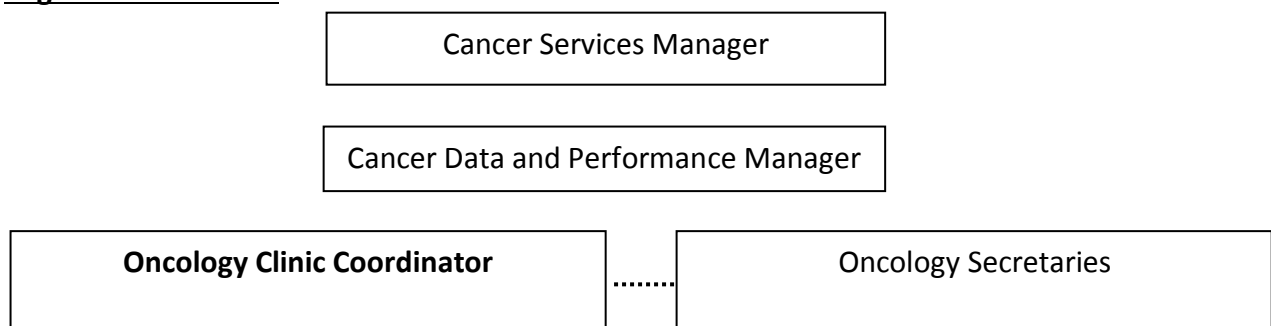 Cancer Services Manager
Cancer Data and Performance Manager
Oncology Clinic Coordinator
Oncology Secretaries